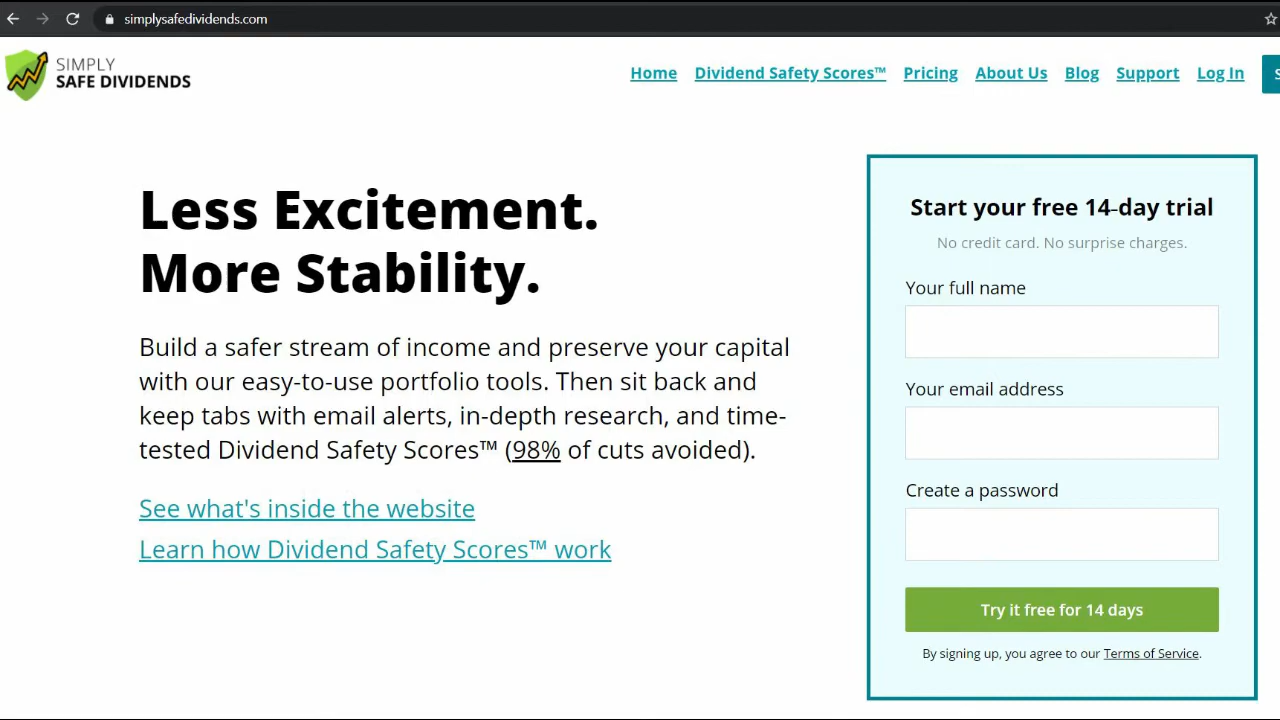 simplysafedividends.com
SIMPLY
SAFE DIVIDENDS
Home Dividend Safety Scores™ Pricing About Us Blog Support Log In
Less Excitement.
More Stability.
Build a safer stream of income and preserve your capital
with our easy-to-use portfolio tools. Then sit back and
keep tabs with email alerts, in-depth research, and time-
tested Dividend Safety Scores™ (98% of cuts avoided).
See what's inside the website
Learn how Dividend Safety Scores™ work
Start your free 14-day trial
No credit card. No surprise charges.
Your full name
Your email address
Create a password
Try it free for 14 days
By signing up, you agree to our Terms of Service.